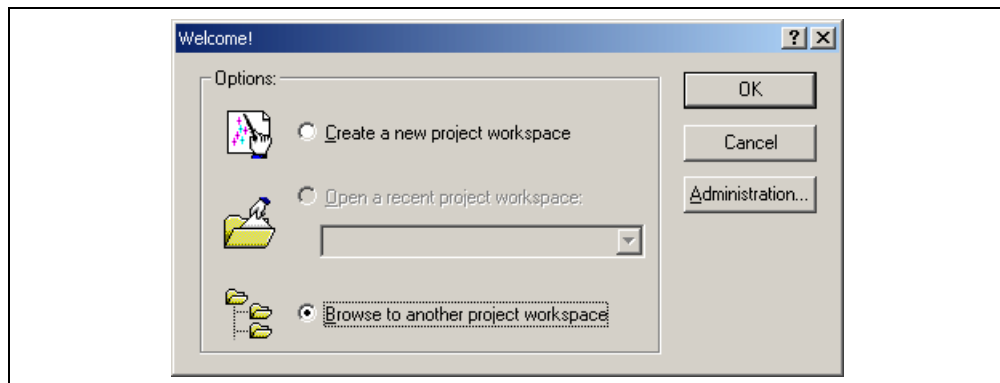 Welcome!
Options:
Create a new project workspace
Open a recent project workspace:
Browse to another project workspace
OK
Cancel
Administration...